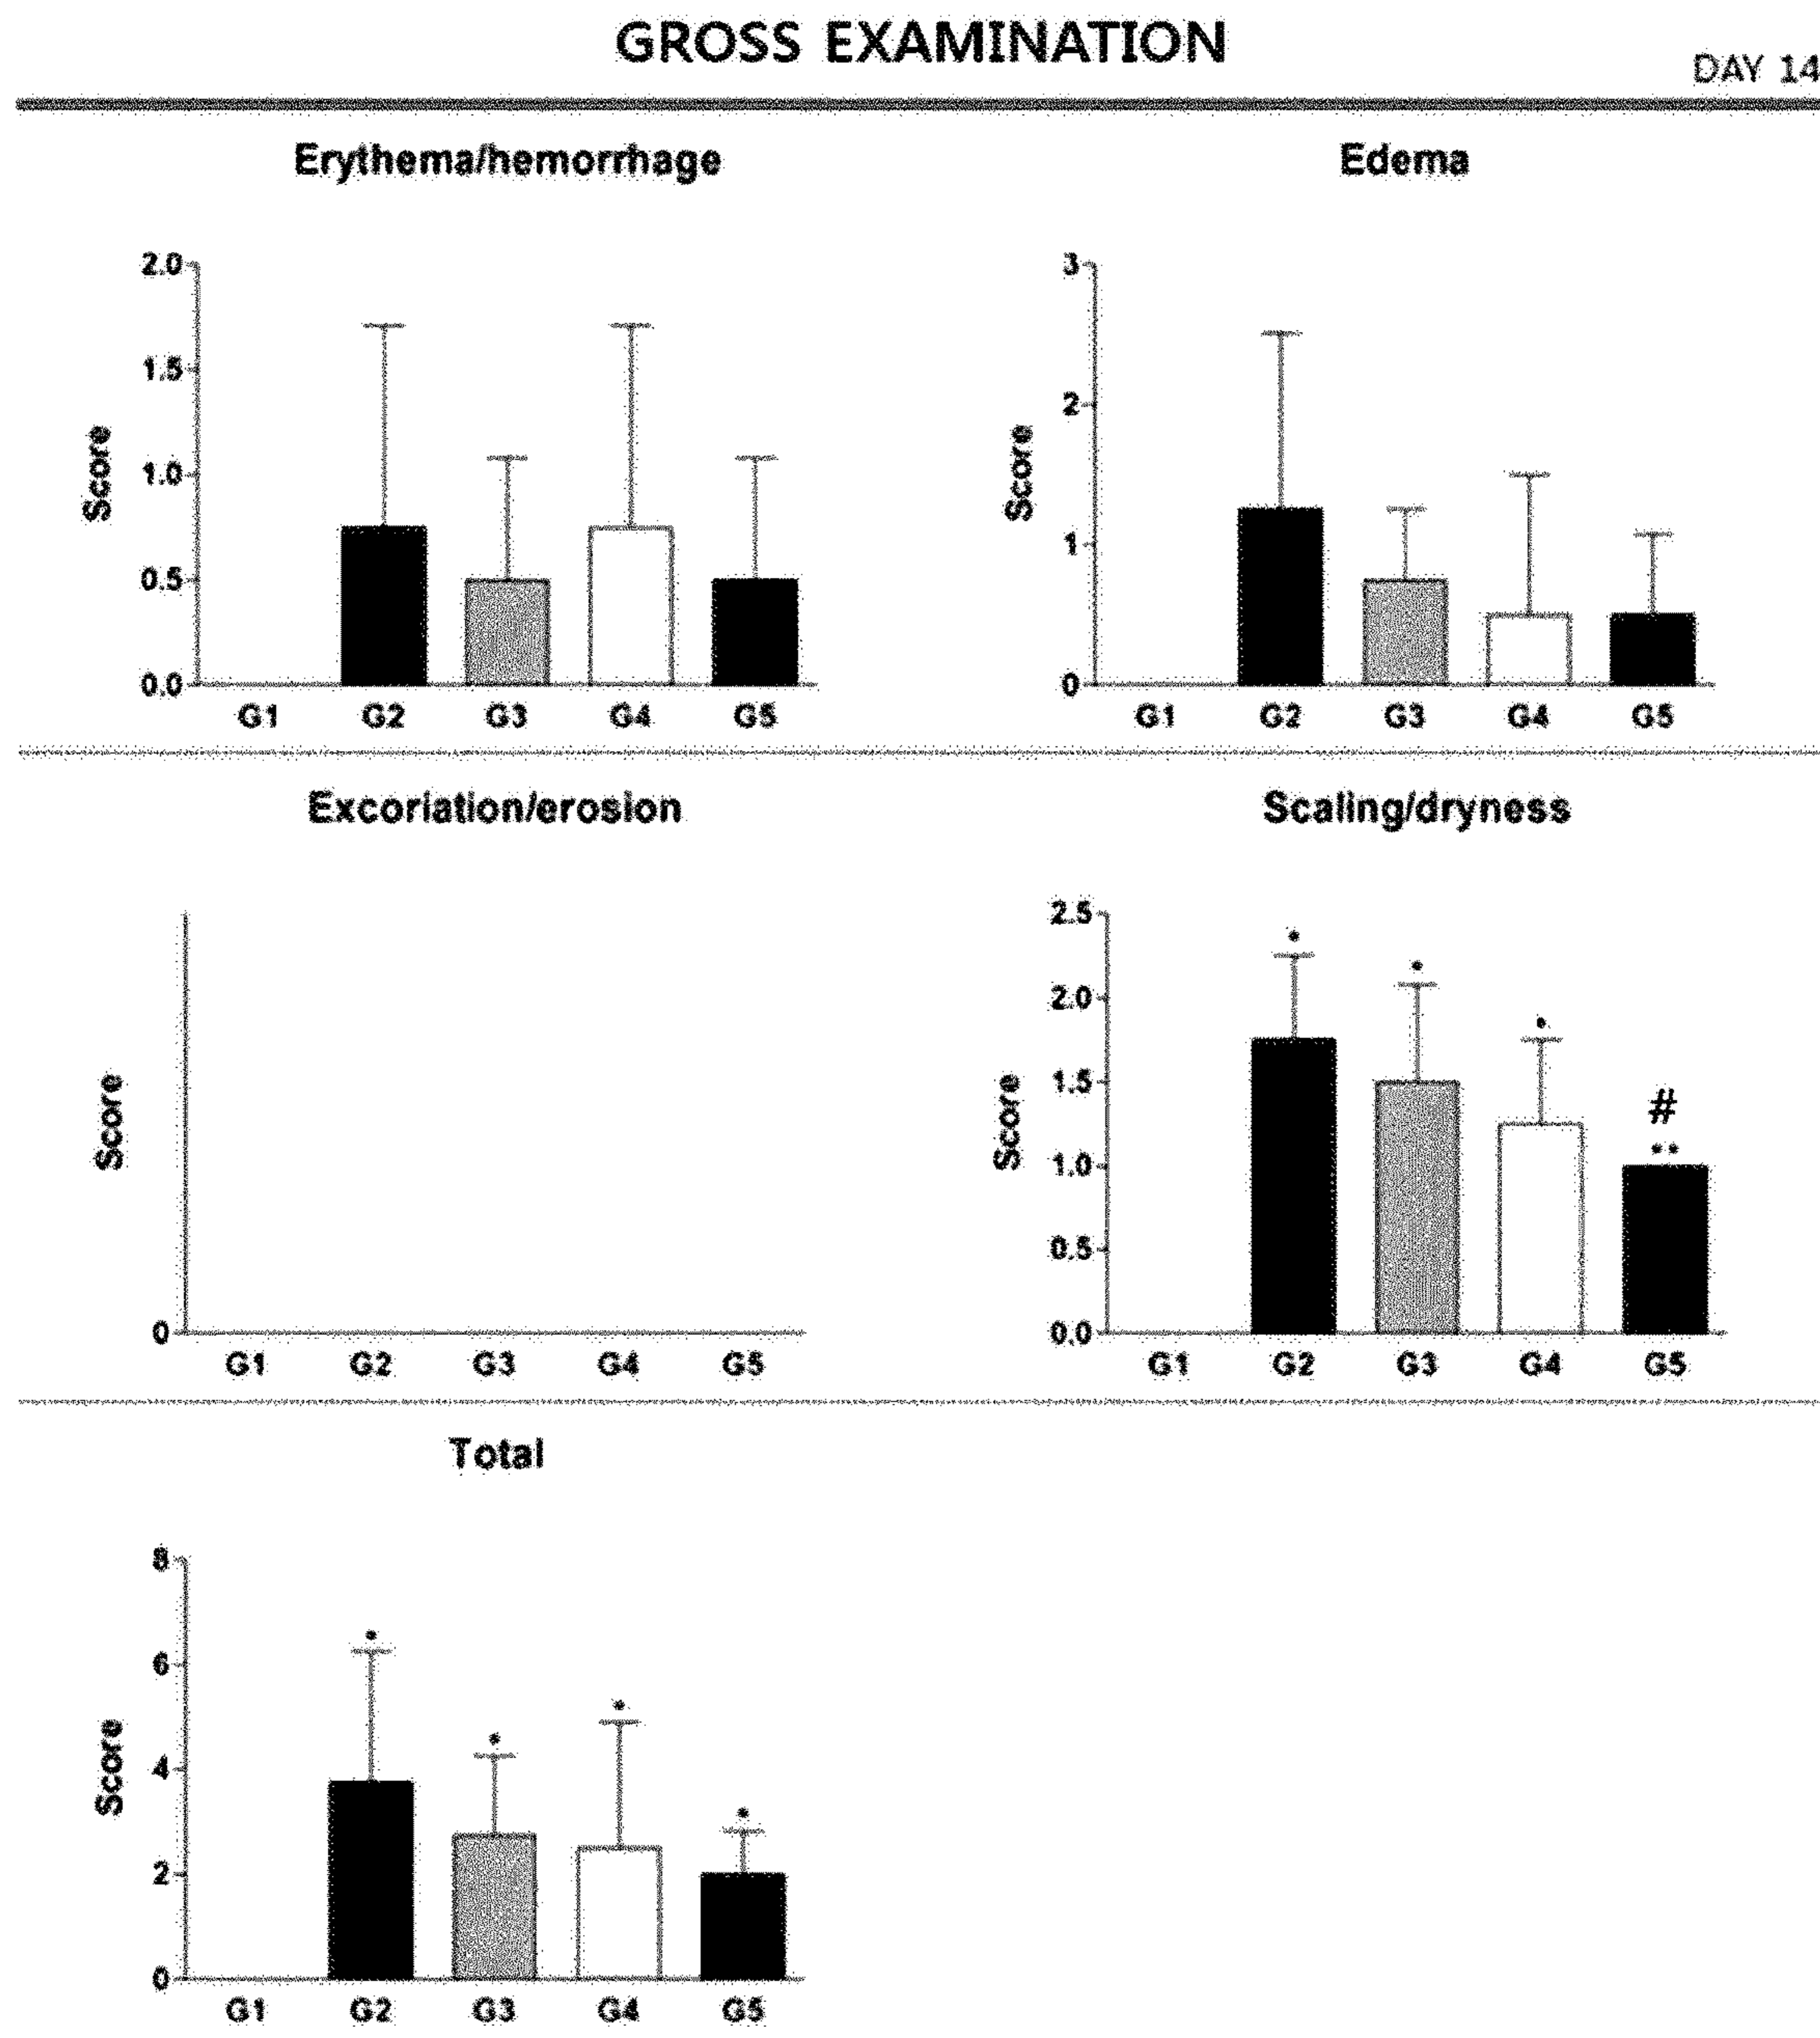 GROSS EXAMINATION
DAY 14
Erythema/hemorrhage
2.0
1.5
1.0
0.5
0.0
Score
G1 G2 G3 G4 G5
Edema
3
2
1
0
Score
G1 G2 G3 G4 G5
Excoriation/erosion
Score
0
G1 G2 G3 G4 G5
Scaling/dryness
2.5
2.0
1.5
1.0
0.5
0.0
Score
#
G1 G2 G3 G4 G5
Total
8
6
4
2
0
Score
G1 G2 G3 G4 G5